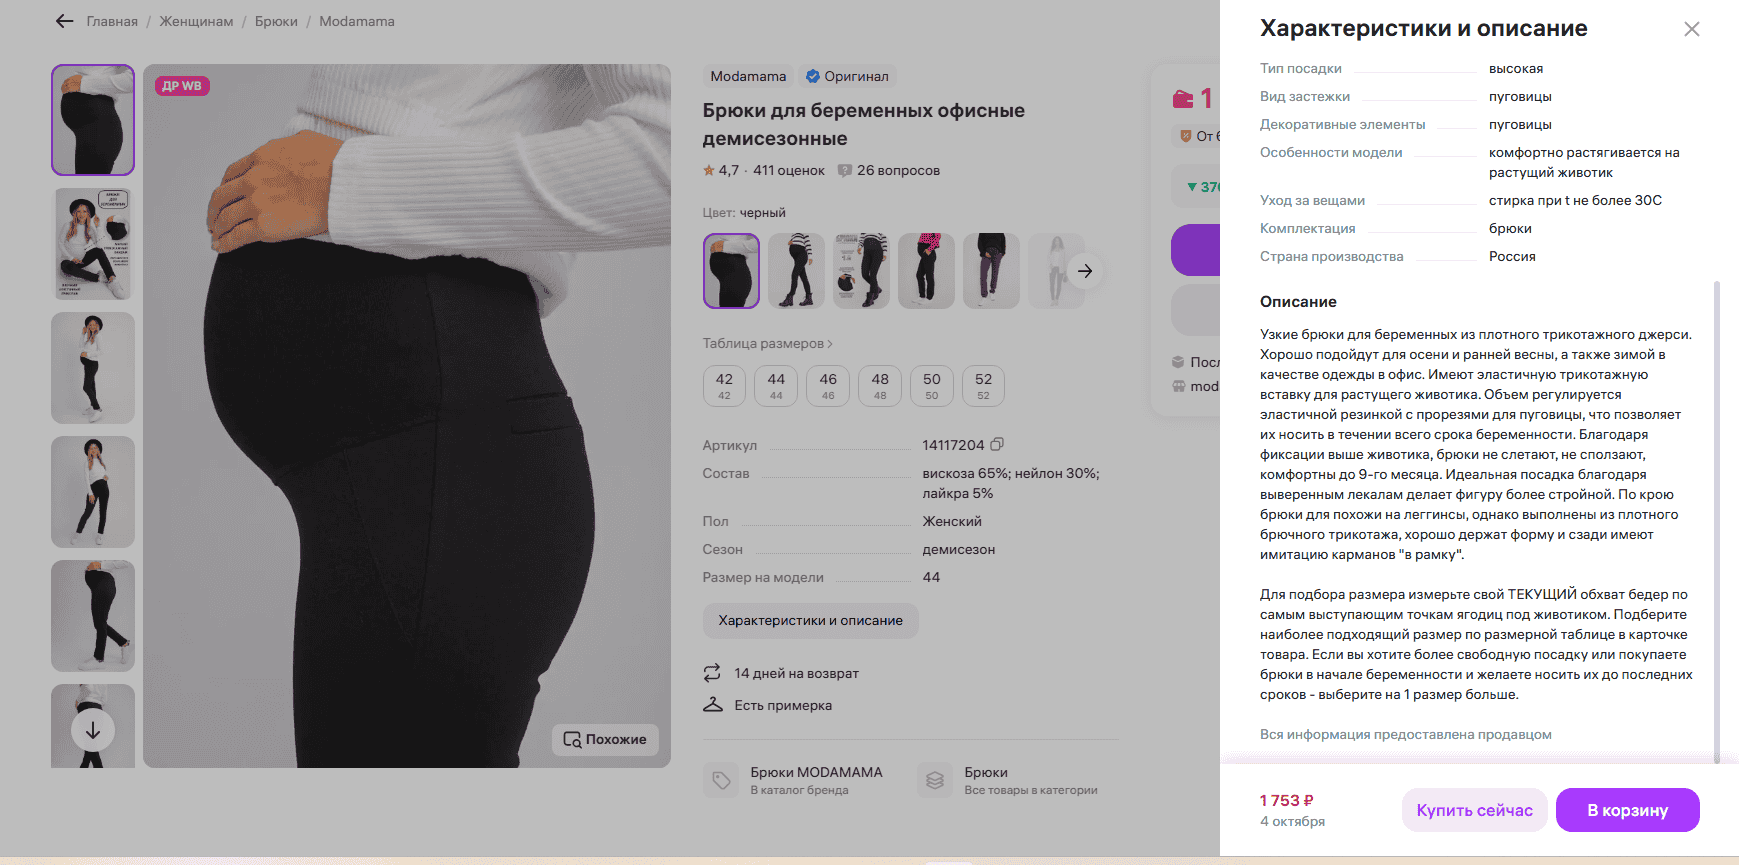 Главная / Женщинам / Брюки / Modamama
ДР WB
Похожие
Modamama
Оригинал
Брюки для беременных офисные
демисезонные
4,7 · 411 оценок
26 вопросов
Цвет: черный
Таблица размеров
42 44 46 48 50 52
42 44 46 48 50 52
Артикул 14117204
Состав вискоза 65%; нейлон 30%;
лайкра 5%
Пол Женский
Сезон демисезон
Размер на модели 44
Характеристики и описание
14 дней на возврат
Есть примерка
Брюки MODAMAMA
В каталог бренда
Брюки
Все товары в категории
1
От 6
376
Посл
mod
Характеристики и описание
Тип посадки высокая
Вид застежки пуговицы
Декоративные элементы пуговицы
Особенности модели комфортно растягивается на
растущий животик
Уход за вещами стирка при t не более 30С
Комплектация брюки
Страна производства Россия
Описание
Узкие брюки для беременных из плотного трикотажного джерси.
Хорошо подойдут для осени и ранней весны, а также зимой в
качестве одежды в офис. Имеют эластичную трикотажную
вставку для растущего животика. Объем регулируется
эластичной резинкой с прорезями для пуговицы, что позволяет
их носить в течении всего срока беременности. Благодаря
фиксации выше животика, брюки не слетают, не сползают,
комфортны до 9-го месяца. Идеальная посадка благодаря
выверенным лекалам делает фигуру более стройной. По крою
брюки для похожи на леггинсы, однако выполнены из плотного
брючного трикотажа, хорошо держат форму и сзади имеют
имитацию карманов "в рамку".
Для подбора размера измерьте свой ТЕКУЩИЙ обхват бедер по
самым выступающим точкам ягодиц под животиком. Подберите
наиболее подходящий размер по размерной таблице в карточке
товара. Если вы хотите более свободную посадку или покупаете
брюки в начале беременности и желаете носить их до последних
сроков - выберите на 1 размер больше.
Вся информация предоставлена продавцом
1 753 ₽
4 октября
Купить сейчас
В корзину